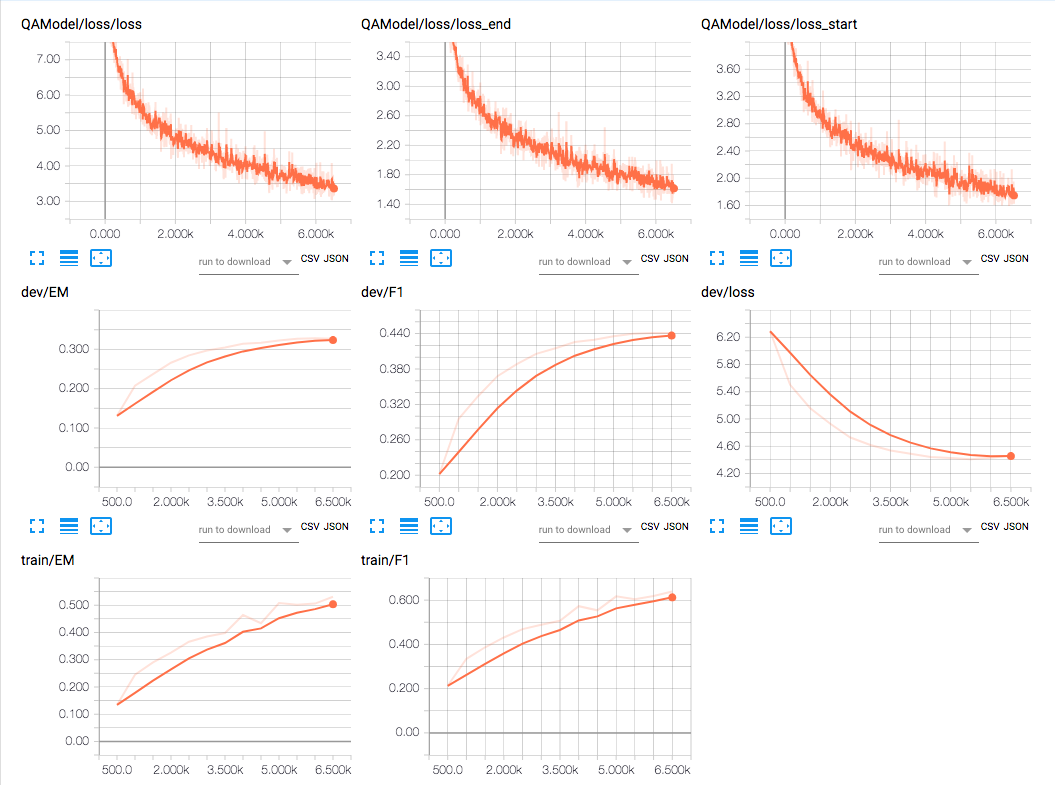 QAModel/loss/loss
7.00
6.00
5.00
4.00
3.00
0.000 2.000k 4.000k 6.000k
run to download CSV JSON
QAModel/loss/loss_end
3.40
3.00
2.60
2.20
1.80
1.40
0.000 2.000k 4.000k 6.000k
run to download CSV JSON
QAModel/loss/loss_start
3.60
3.20
2.80
2.40
2.00
1.60
0.000 2.000k 4.000k 6.000k
run to download CSV JSON
dev/EM
0.300
0.200
0.100
0.00
500.0 2.000k 3.500k 5.000k 6.500k
run to download CSV JSON
dev/F1
0.440
0.380
0.320
0.260
0.200
500.0 2.000k 3.500k 5.000k 6.500k
run to download CSV JSON
dev/loss
6.20
5.80
5.40
5.00
4.60
4.20
500.0 2.000k 3.500k 5.000k 6.500k
run to download CSV JSON
train/EM
0.500
0.400
0.300
0.200
0.100
0.00
500.0 2.000k 3.500k 5.000k 6.500k
train/F1
0.600
0.400
0.200
0.00
500.0 2.000k 3.500k 5.000k 6.500k